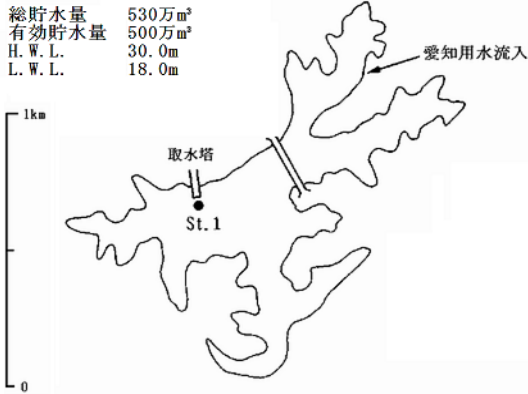 総貯水量 530万m³
有効貯水量 500万m³
H.W.L. 30.0m
L.W.L. 18.0m
愛知用水流入
1km
取水塔
St.1
0